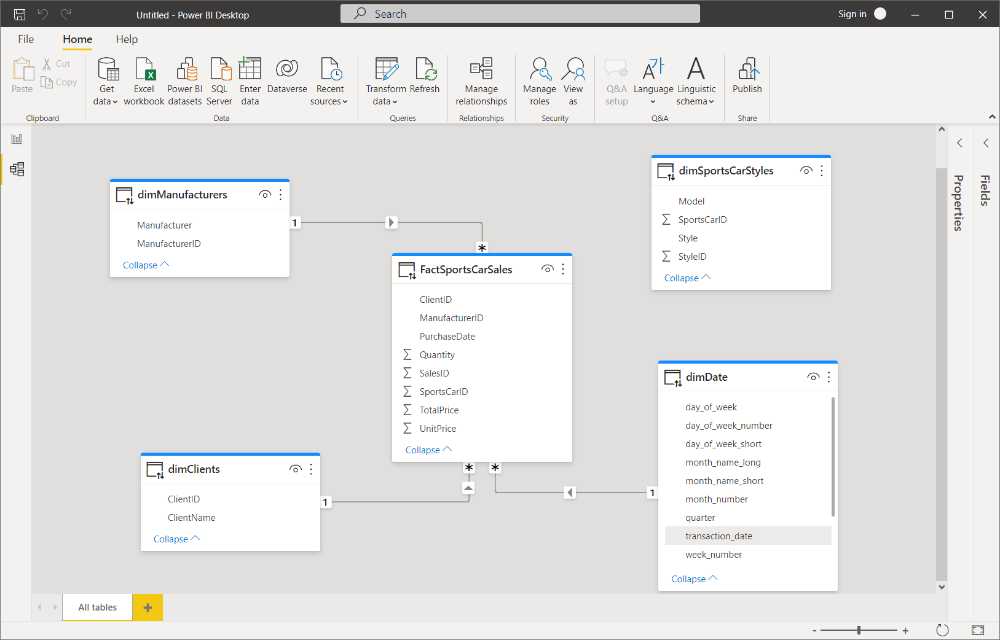 Untitled - Power BI Desktop
Search
Sign in
File Home Help
Paste
Cut
Copy
Clipboard
Get data
Excel workbook
Power BI datasets
SQL Server
Enter data
Dataverse
Recent sources
Data
Transform data
Refresh
Queries
Manage relationships
Relationships
Manage roles
View as
Security
Q&A setup
Language
Linguistic schema
Q&A
Publish
Share
dimManufacturers
Manufacturer
ManufacturerID
Collapse
1
*
FactSportsCarSales
ClientID
ManufacturerID
PurchaseDate
Σ Quantity
Σ SalesID
Σ SportsCarID
Σ TotalPrice
Σ UnitPrice
Collapse
*
*
dimSportsCarStyles
Model
Σ SportsCarID
Style
Σ StyleID
Collapse
dimClients
ClientID
ClientName
Collapse
1
1
dimDate
day_of_week
day_of_week_number
day_of_week_short
month_name_long
month_name_short
month_number
quarter
transaction_date
week_number
Collapse
Properties
Fields
All tables
+
- +